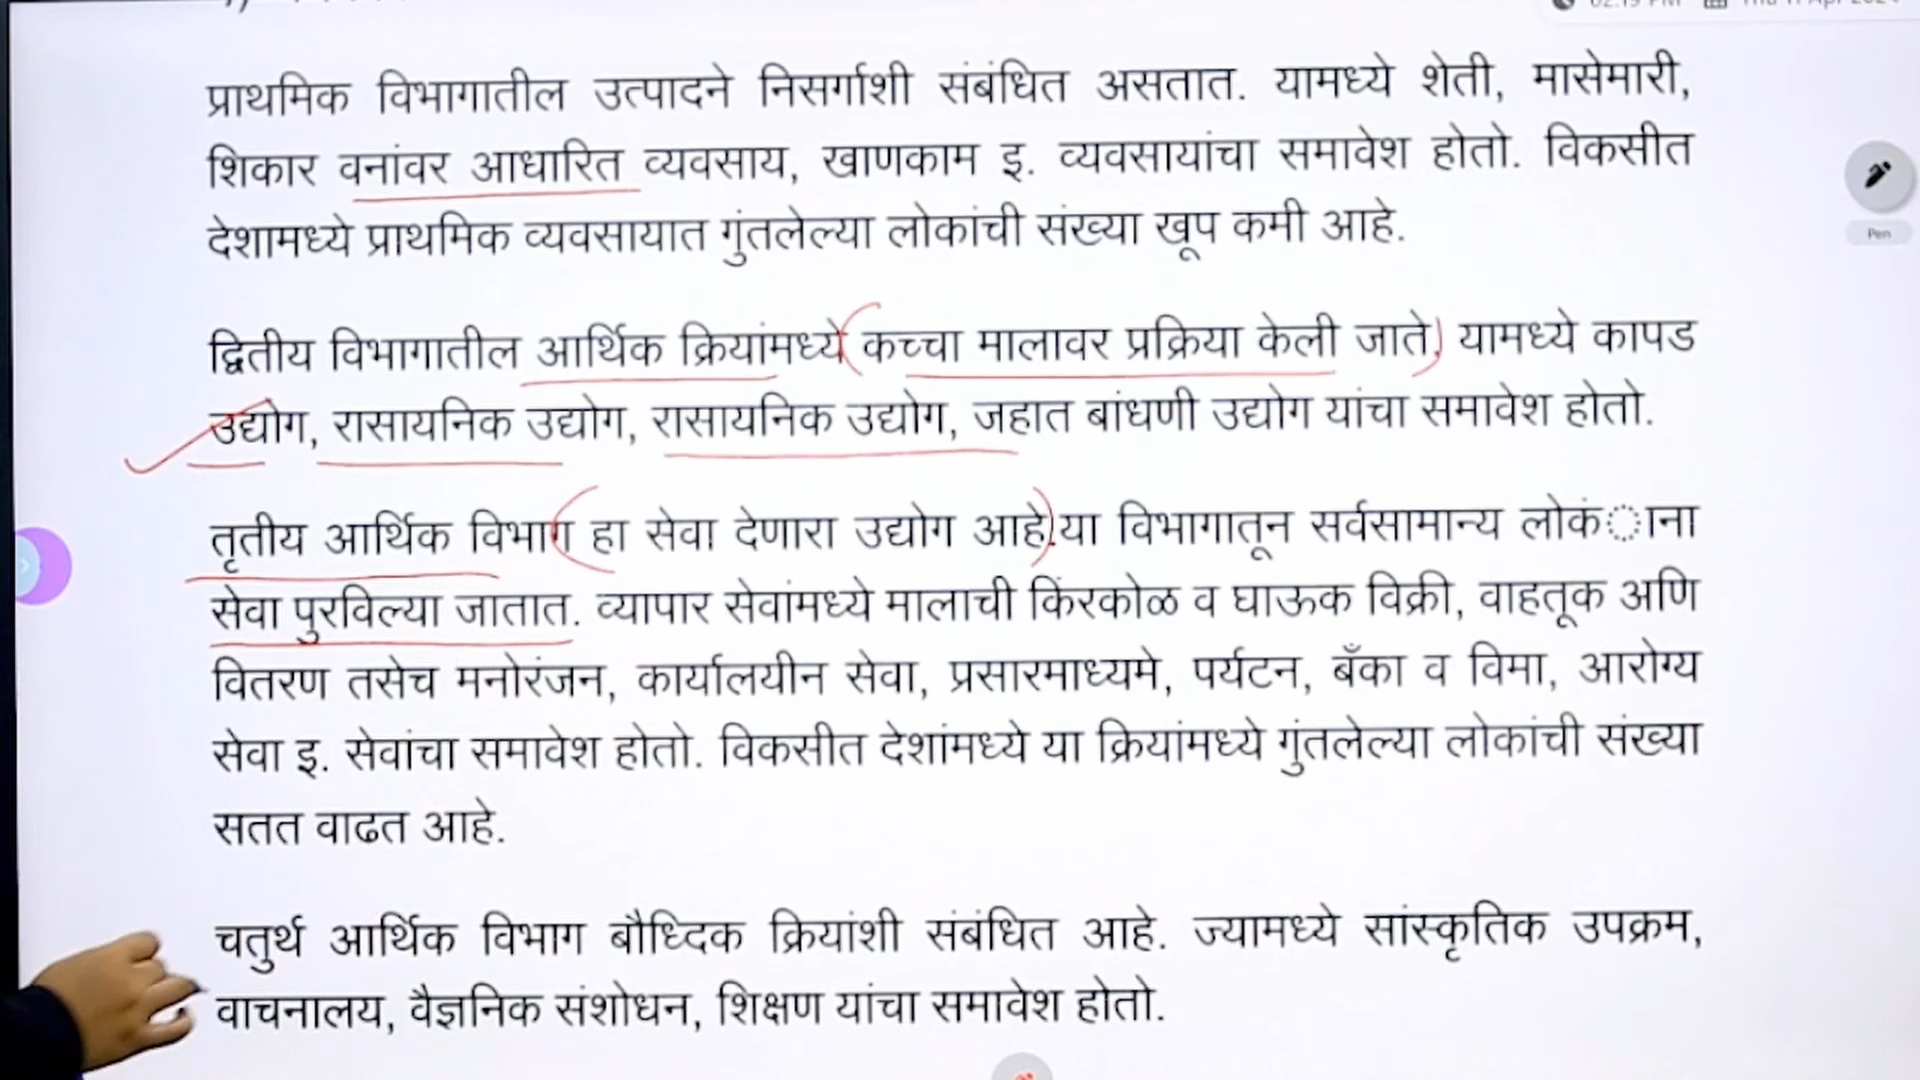 प्राथमिक विभागातील उत्पादने निसर्गाशी संबंधित असतात. यामध्ये शेती, मासेमारी,
शिकार वनांवर आधारित व्यवसाय, खाणकाम इ. व्यवसायांचा समावेश होतो. विकसीत
देशामध्ये प्राथमिक व्यवसायात गुंतलेल्या लोकांची संख्या खूप कमी आहे.
द्वितीय विभागातील आर्थिक क्रियांमध्ये कच्चा मालावर प्रक्रिया केली जाते. यामध्ये कापड
उद्योग, रासायनिक उद्योग, रासायनिक उद्योग, जहात बांधणी उद्योग यांचा समावेश होतो.
तृतीय आर्थिक विभाग हा सेवा देणारा उद्योग आहे.या विभागातून सर्वसामान्य लोकं​ाना
सेवा पुरविल्या जातात. व्यापार सेवांमध्ये मालाची किंरकोळ व घाऊक विक्री, वाहतूक अणि
वितरण तसेच मनोरंजन, कार्यालयीन सेवा, प्रसारमाध्यमे, पर्यटन, बँका व विमा, आरोग्य
सेवा इ. सेवांचा समावेश होतो. विकसीत देशांमध्ये या क्रियांमध्ये गुंतलेल्या लोकांची संख्या
सतत वाढत आहे.
चतुर्थ आर्थिक विभाग बौध्दिक क्रियांशी संबंधित आहे. ज्यामध्ये सांस्कृतिक उपक्रम,
वाचनालय, वैज्ञनिक संशोधन, शिक्षण यांचा समावेश होतो.
Pen